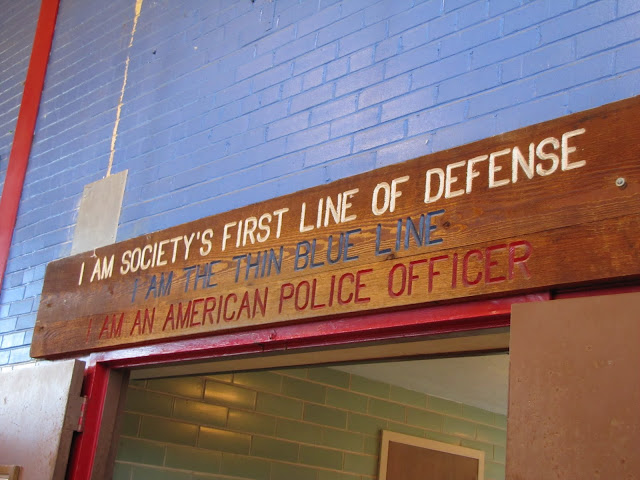 I AM SOCIETY'S FIRST LINE OF DEFENSE
I AM THE THIN BLUE LINE
I AM AN AMERICAN POLICE OFFICER